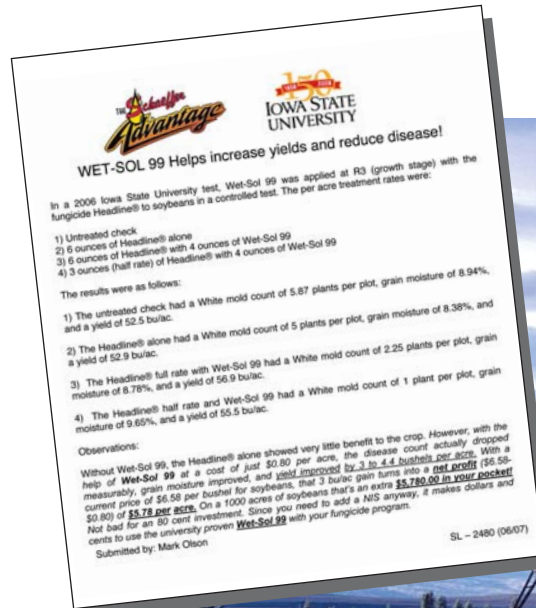 THE Schaeffer
Advantage
150
IOWA STATE
UNIVERSITY
WET-SOL 99 Helps increase yields and reduce disease!
In a 2006 Iowa State University test, Wet-Sol 99 was applied at R3 (growth stage) with the
fungicide Headline® to soybeans in a controlled test. The per acre treatment rates were:
1) Untreated check
2) 6 ounces of Headline® alone
3) 6 ounces of Headline® with 4 ounces of Wet-Sol 99
4) 3 ounces (half rate) of Headline® with 4 ounces of Wet-Sol 99
The results were as follows:
1) The untreated check had a White mold count of 5.87 plants per plot, grain moisture of 8.94%,
and a yield of 52.5 bu/ac.
2) The Headline® alone had a White mold count of 5 plants per plot, grain moisture of 8.38%, and
a yield of 52.9 bu/ac.
3) The Headline® full rate with Wet-Sol 99 had a White mold count of 2.25 plants per plot, grain
moisture of 8.78%, and a yield of 56.9 bu/ac.
4) The Headline® half rate and Wet-Sol 99 had a White mold count of 1 plant per plot, grain
moisture of 9.65%, and a yield of 55.5 bu/ac.
Observations:
Without Wet-Sol 99, the Headline® alone showed very little benefit to the crop. However, with the
help of Wet-Sol 99 at a cost of just $0.80 per acre, the disease count actually dropped
measurably, grain moisture improved, and yield improved by 3 to 4.4 bushels per acre. With a
current price of $6.58 per bushel for soybeans, that 3 bu/ac gain turns into a net profit ($6.58-
$0.80) of $5.78 per acre. On a 1000 acres of soybeans that's an extra $5,780.00 in your pocket!
Not bad for an 80 cent investment. Since you need to add a NIS anyway, it makes dollars and
cents to use the university proven Wet-Sol 99 with your fungicide program.
Submitted by: Mark Olson
SL – 2480 (06/07)